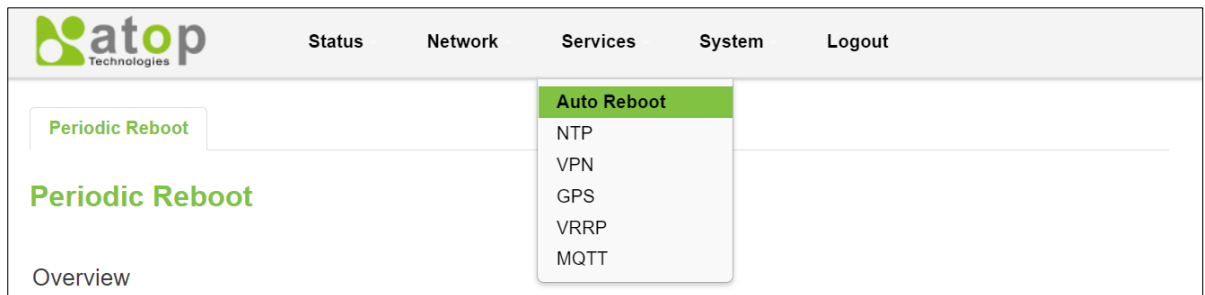 atop Technologies
Status Network Services System Logout
Auto Reboot
Periodic Reboot
NTP
VPN
Periodic Reboot
GPS
VRRP
MQTT
Overview